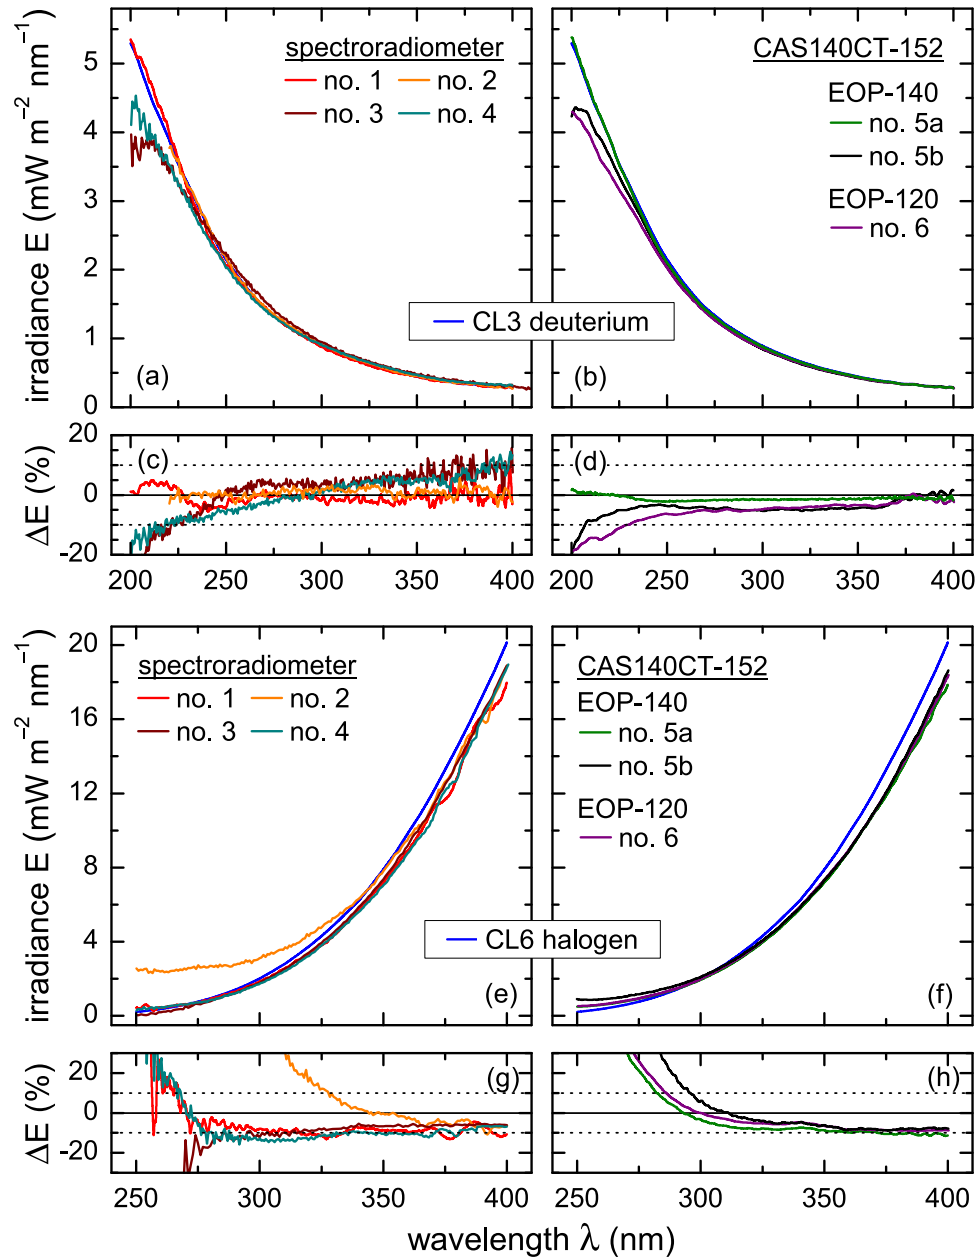 irradiance E (mW m⁻² nm⁻¹)
5
4
3
2
1
0
spectroradiometer
no. 1 no. 2
no. 3 no. 4
(a)
CAS140CT-152
EOP-140
no. 5a
no. 5b
EOP-120
no. 6
(b)
CL3 deuterium
ΔE (%)
20
0
-20
(c)
(d)
200 250 300 350 400
200 250 300 350 400
irradiance E (mW m⁻² nm⁻¹)
20
16
12
8
4
0
spectroradiometer
no. 1 no. 2
no. 3 no. 4
(e)
CAS140CT-152
EOP-140
no. 5a
no. 5b
EOP-120
no. 6
(f)
CL6 halogen
ΔE (%)
20
0
-20
(g)
(h)
250 300 350 400
250 300 350 400
wavelength λ (nm)